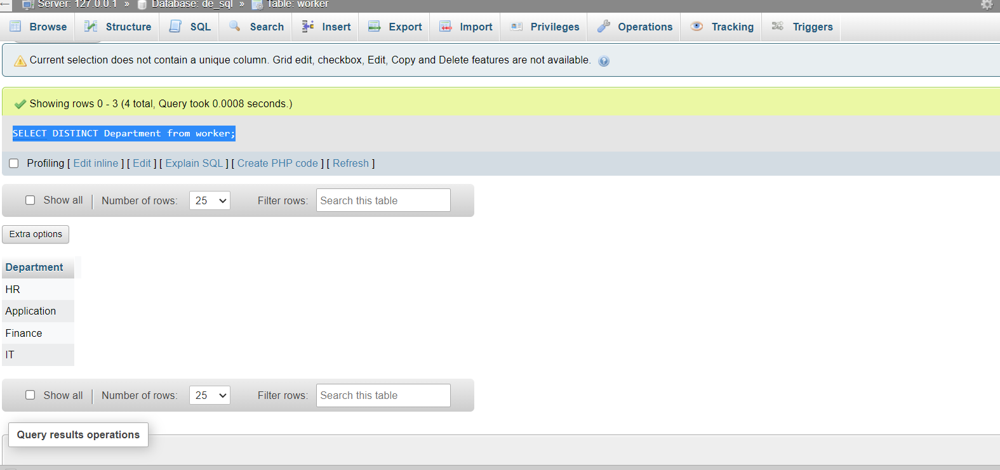 Server: 127.0.0.1 » Database: de_sql » Table: worker
Browse Structure SQL Search Insert Export Import Privileges Operations Tracking Triggers
Current selection does not contain a unique column. Grid edit, checkbox, Edit, Copy and Delete features are not available.
Showing rows 0 - 3 (4 total, Query took 0.0008 seconds.)
SELECT DISTINCT Department from worker;
Profiling [ Edit inline ] [ Edit ] [ Explain SQL ] [ Create PHP code ] [ Refresh ]
Show all | Number of rows: 25 Filter rows: Search this table
Extra options
Department
HR
Application
Finance
IT
Show all | Number of rows: 25 Filter rows: Search this table
Query results operations